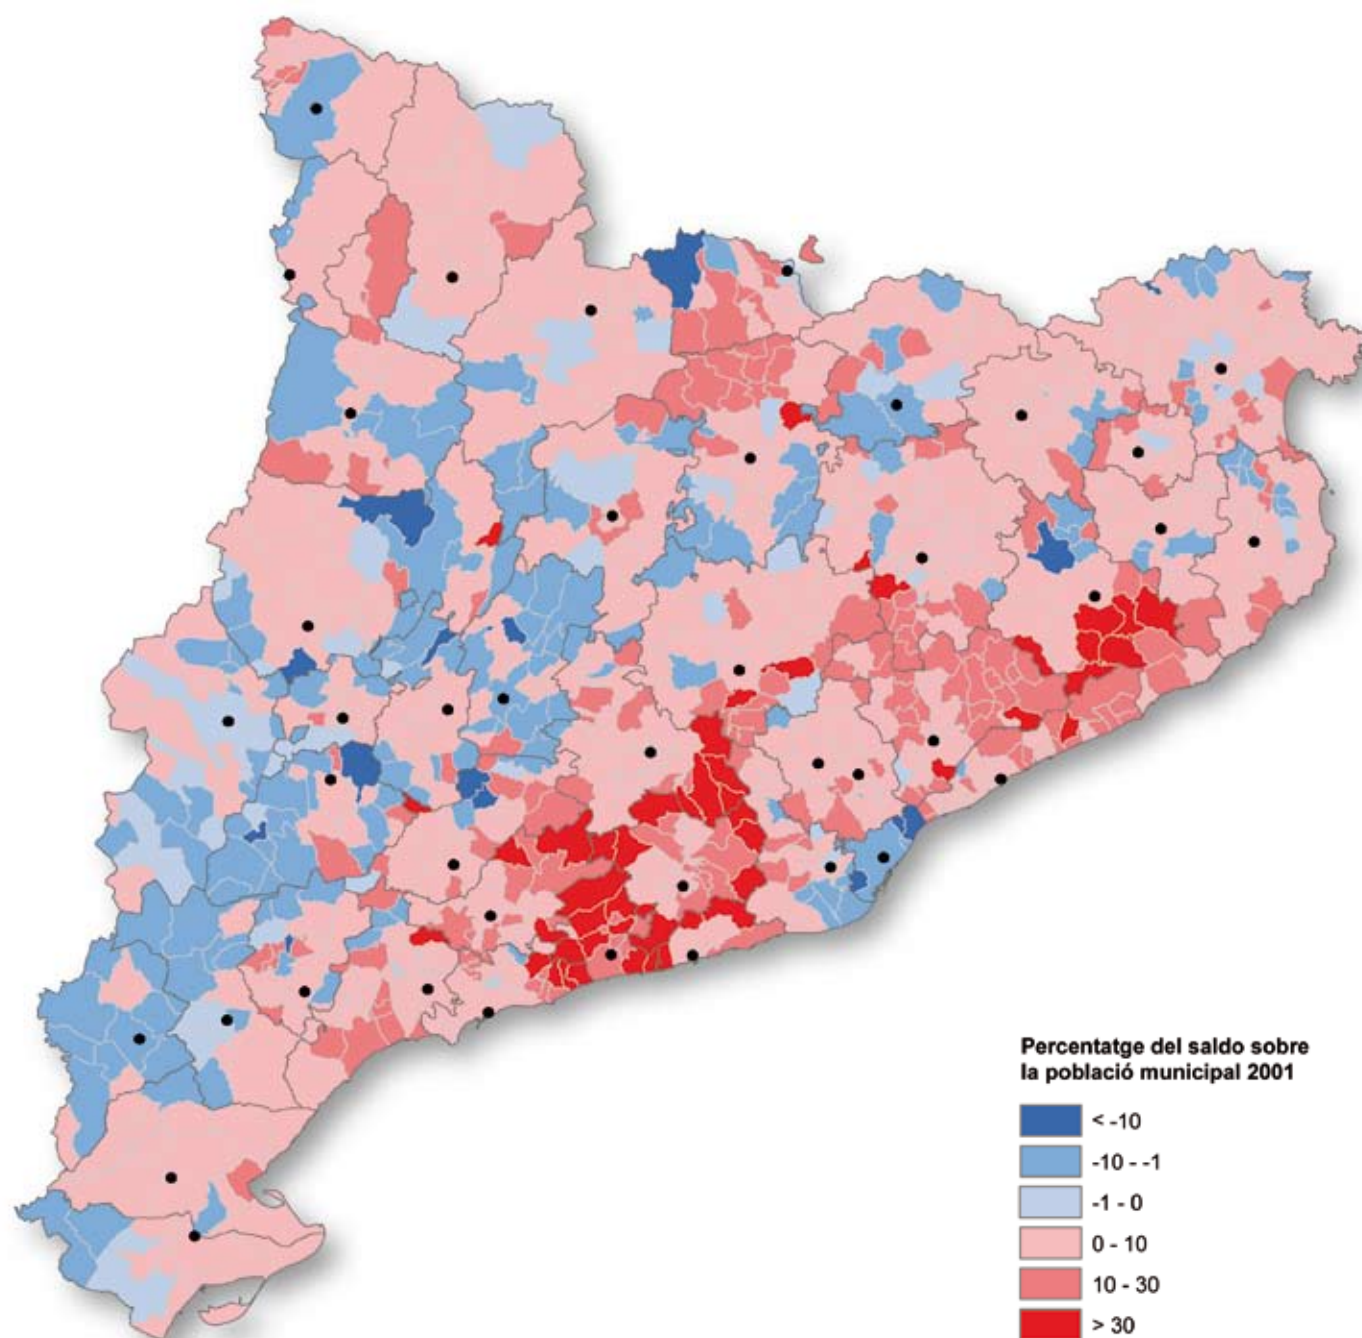 Percentatge del saldo sobre
la població municipal 2001
< -10
-10 - -1
-1 - 0
0 - 10
10 - 30
> 30